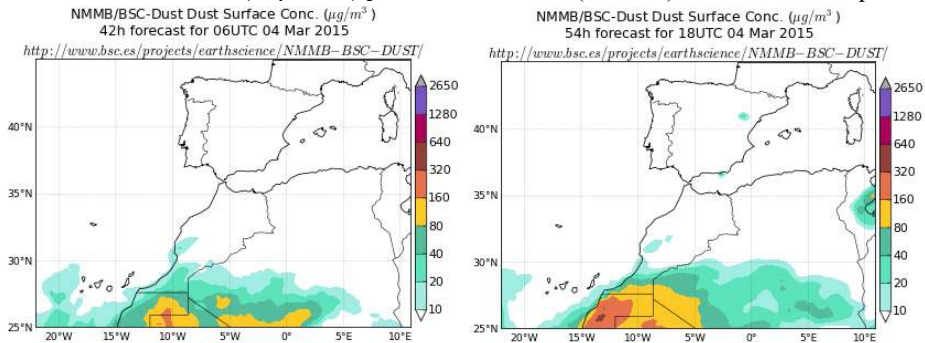 NMMB/BSC-Dust Dust Surface Conc. (μg/m³)
42h forecast for 06UTC 04 Mar 2015
http://www.bsc.es/projects/earthscience/NMMB-BSC-DUST/
40°N
35°N
30°N
25°N
20°W
15°W
10°W
5°W
0°
5°E
10°E
2650
1280
640
320
160
80
40
20
10
NMMB/BSC-Dust Dust Surface Conc. (μg/m³)
54h forecast for 18UTC 04 Mar 2015
http://www.bsc.es/projects/earthscience/NMMB-BSC-DUST/
40°N
35°N
30°N
25°N
20°W
15°W
10°W
5°W
0°
5°E
10°E
2650
1280
640
320
160
80
40
20
10